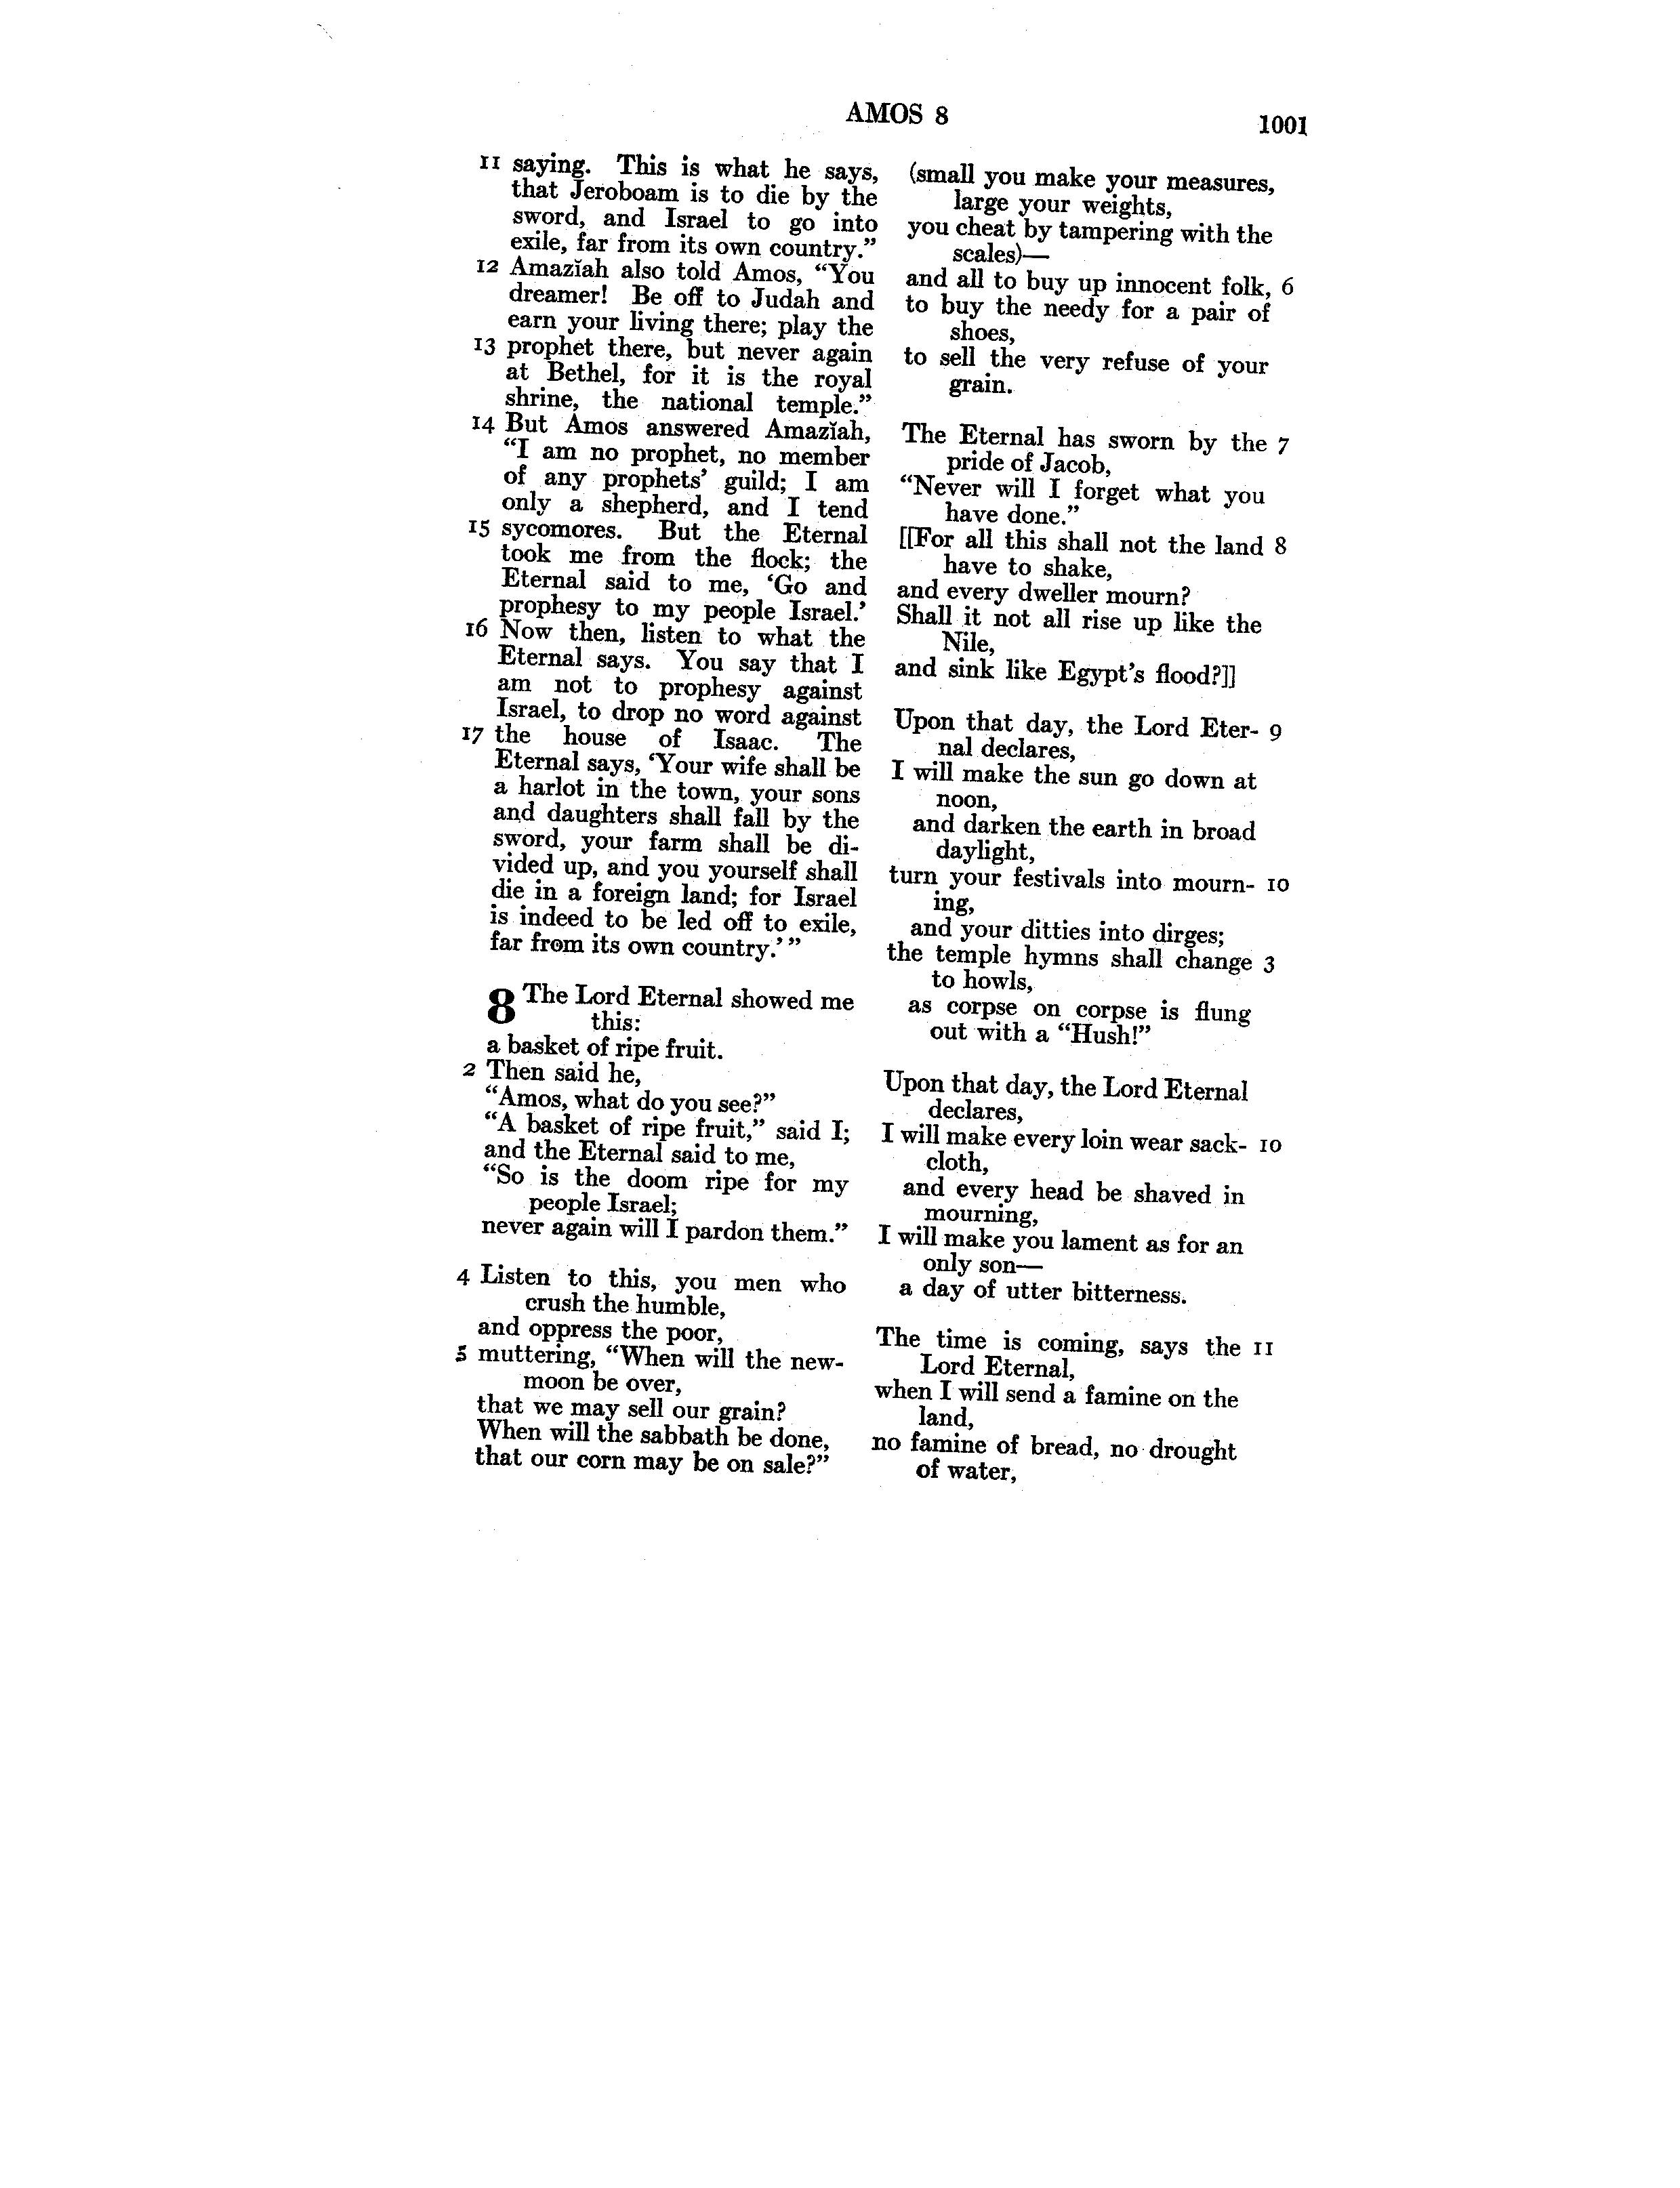 AMOS 8
1001
11 saying. This is what he says,
that Jeroboam is to die by the
sword, and Israel to go into
exile, far from its own country.”
12 Amazĭah also told Amos, “You
dreamer! Be off to Judah and
earn your living there; play the
13 prophet there, but never again
at Bethel, for it is the royal
shrine, the national temple.”
14 But Amos answered Amazĭah,
“I am no prophet, no member
of any prophets’ guild; I am
only a shepherd, and I tend
15 sycomores. But the Eternal
took me from the flock; the
Eternal said to me, ‘Go and
prophesy to my people Israel.’
16 Now then, listen to what the
Eternal says. You say that I
am not to prophesy against
Israel, to drop no word against
17 the house of Isaac. The
Eternal says, ‘Your wife shall be
a harlot in the town, your sons
and daughters shall fall by the
sword, your farm shall be di-
vided up, and you yourself shall
die in a foreign land; for Israel
is indeed to be led off to exile,
far from its own country.’”
8 The Lord Eternal showed me
this:
a basket of ripe fruit.
2 Then said he,
“Amos, what do you see?”
“A basket of ripe fruit,” said I;
and the Eternal said to me,
“So is the doom ripe for my
people Israel;
never again will I pardon them.”
4 Listen to this, you men who
crush the humble,
and oppress the poor,
5 muttering, “When will the new-
moon be over,
that we may sell our grain?
When will the sabbath be done,
that our corn may be on sale?”
(small you make your measures,
large your weights,
you cheat by tampering with the
scales)—
and all to buy up innocent folk, 6
to buy the needy for a pair of
shoes,
to sell the very refuse of your
grain.
The Eternal has sworn by the 7
pride of Jacob,
“Never will I forget what you
have done.”
[[For all this shall not the land 8
have to shake,
and every dweller mourn?
Shall it not all rise up like the
Nile,
and sink like Egypt’s flood?]]
Upon that day, the Lord Eter- 9
nal declares,
I will make the sun go down at
noon,
and darken the earth in broad
daylight,
turn your festivals into mourn- 10
ing,
and your ditties into dirges;
the temple hymns shall change 3
to howls,
as corpse on corpse is flung
out with a “Hush!”
Upon that day, the Lord Eternal
declares,
I will make every loin wear sack- 10
cloth,
and every head be shaved in
mourning,
I will make you lament as for an
only son—
a day of utter bitterness.
The time is coming, says the 11
Lord Eternal,
when I will send a famine on the
land,
no famine of bread, no drought
of water,